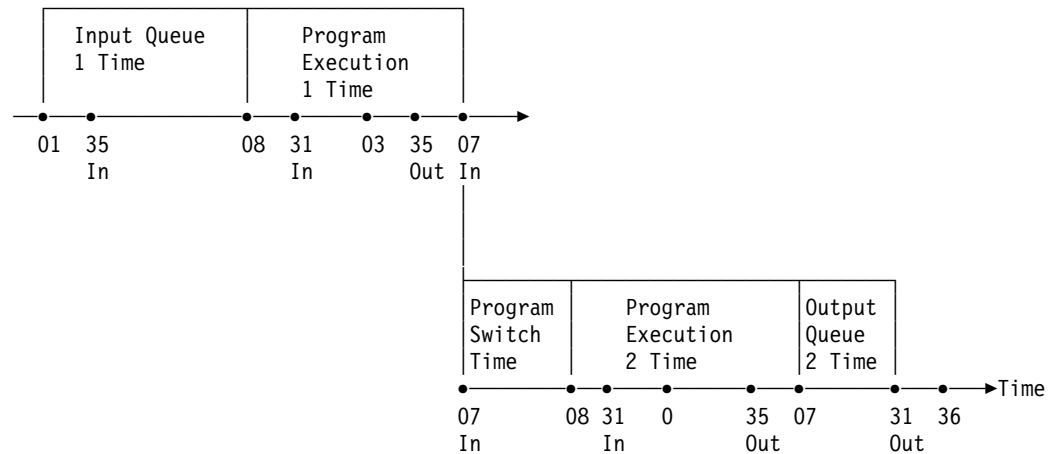 Input Queue Program
1 Time Execution
1 Time
01 35 08 31 03 35 07
In In Out In
Program Program Output
Switch Execution Queue
Time 2 Time 2 Time
Time
07 08 31 0 35 07 31 36
In In Out Out